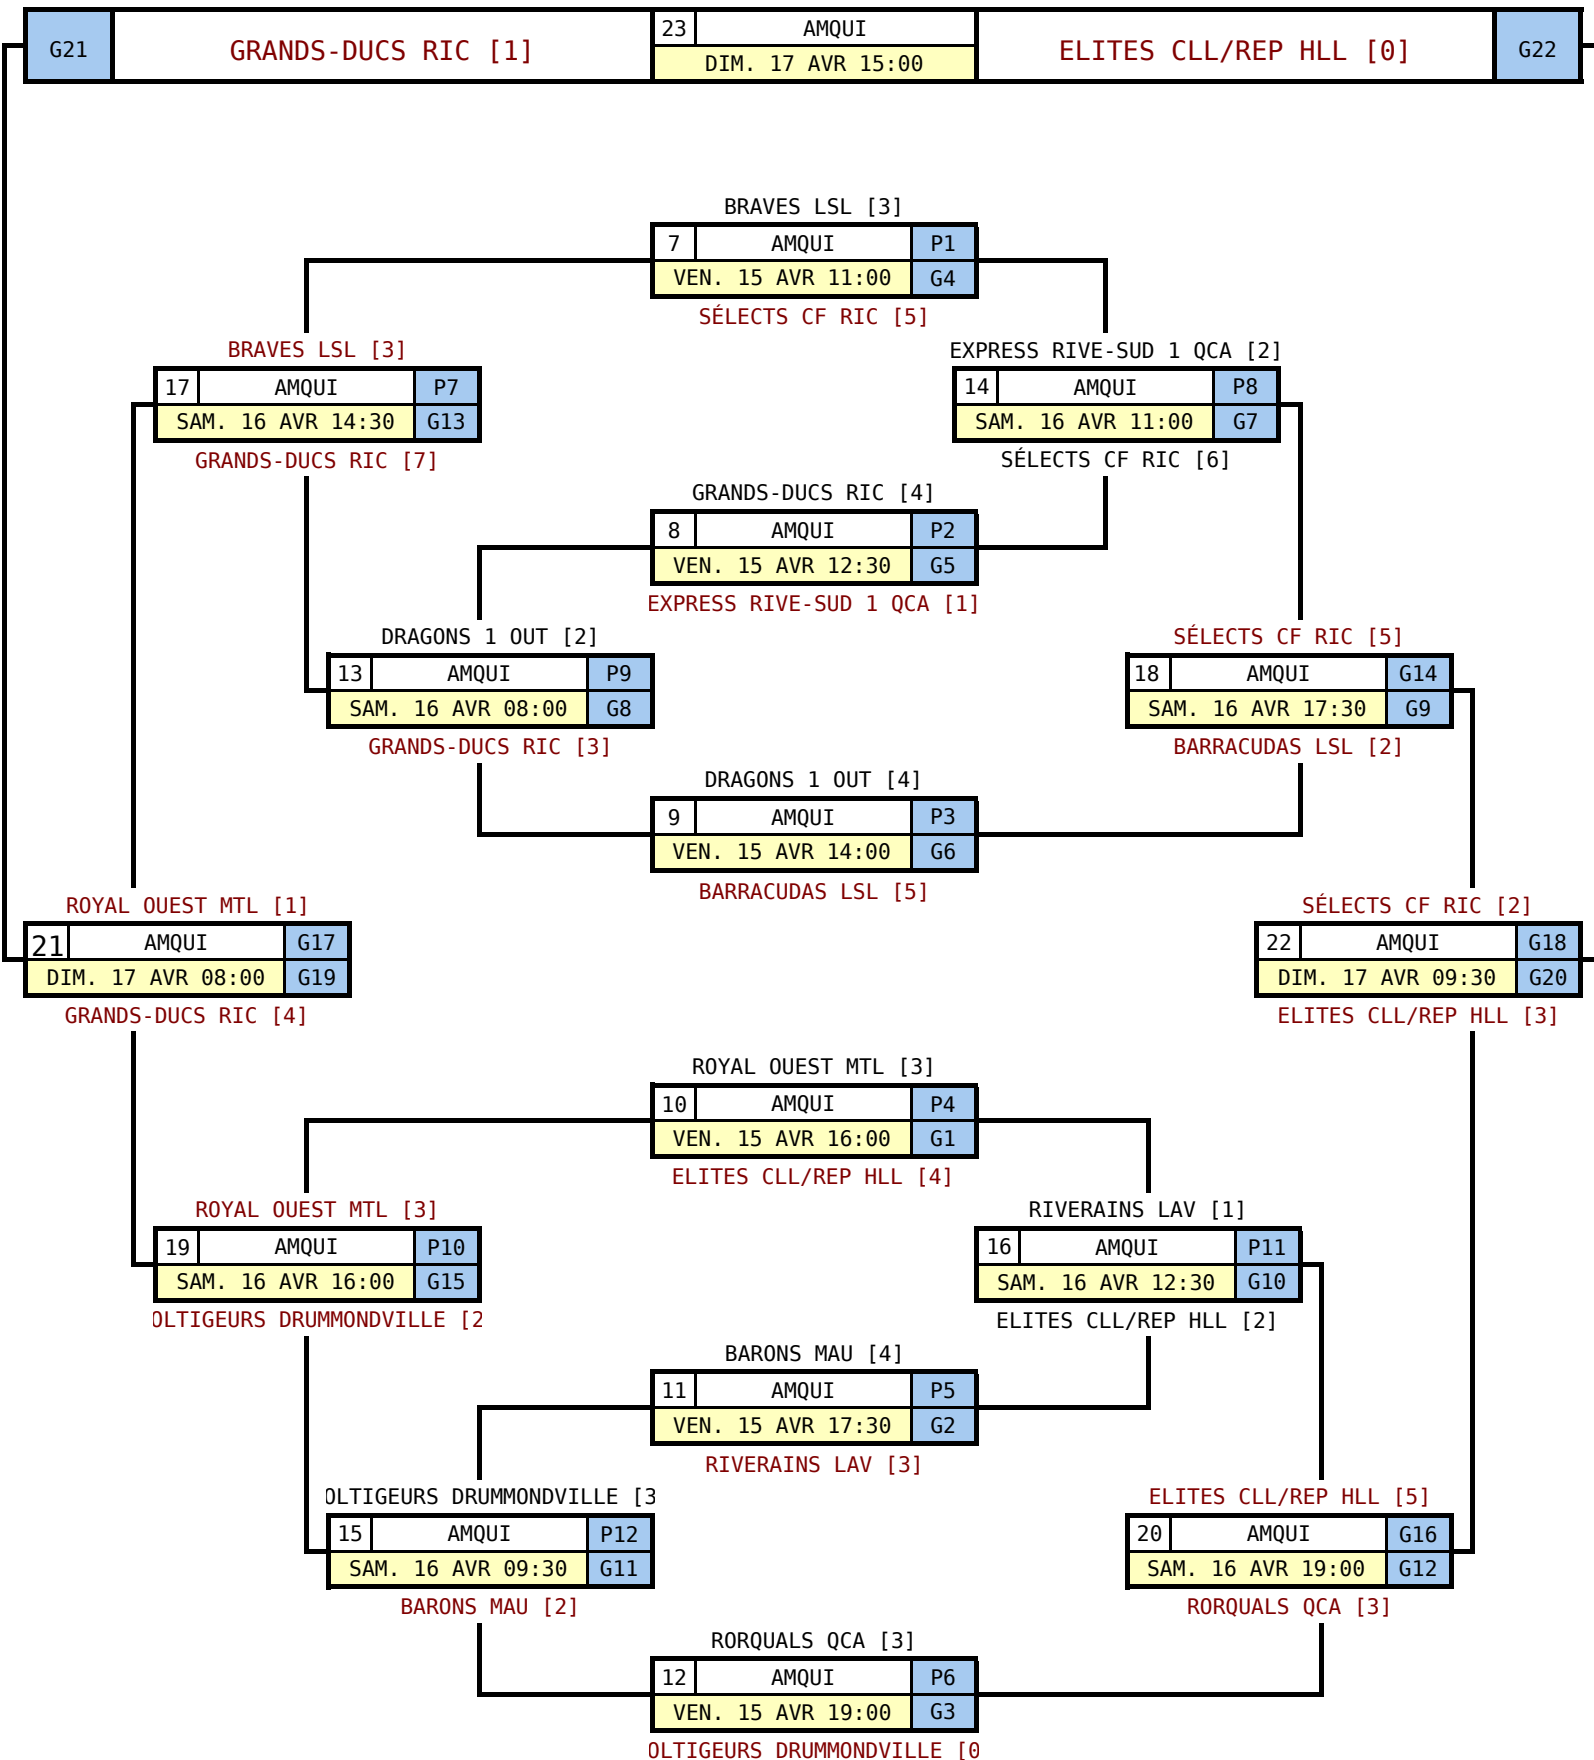 G21 GRANDS-DUCS RIC [1] 23 AMQUI ELITES CLL/REP HLL [0] G22
DIM. 17 AVR 15:00
BRAVES LSL [3]
7 AMQUI P1
VEN. 15 AVR 11:00 G4
SÉLECTS CF RIC [5]
BRAVES LSL [3]
17 AMQUI P7
SAM. 16 AVR 14:30 G13
GRANDS-DUCS RIC [7]
EXPRESS RIVE-SUD 1 QCA [2]
14 AMQUI P8
SAM. 16 AVR 11:00 G7
SÉLECTS CF RIC [6]
GRANDS-DUCS RIC [4]
8 AMQUI P2
VEN. 15 AVR 12:30 G5
EXPRESS RIVE-SUD 1 QCA [1]
DRAGONS 1 OUT [2]
13 AMQUI P9
SAM. 16 AVR 08:00 G8
GRANDS-DUCS RIC [3]
SÉLECTS CF RIC [5]
18 AMQUI G14
SAM. 16 AVR 17:30 G9
BARRACUDAS LSL [2]
DRAGONS 1 OUT [4]
9 AMQUI P3
VEN. 15 AVR 14:00 G6
BARRACUDAS LSL [5]
ROYAL OUEST MTL [1]
21 AMQUI G17
DIM. 17 AVR 08:00 G19
GRANDS-DUCS RIC [4]
SÉLECTS CF RIC [2]
22 AMQUI G18
DIM. 17 AVR 09:30 G20
ELITES CLL/REP HLL [3]
ROYAL OUEST MTL [3]
10 AMQUI P4
VEN. 15 AVR 16:00 G1
ELITES CLL/REP HLL [4]
ROYAL OUEST MTL [3]
19 AMQUI P10
SAM. 16 AVR 16:00 G15
OLTIGEURS DRUMMONDVILLE [2
RIVERAINS LAV [1]
16 AMQUI P11
SAM. 16 AVR 12:30 G10
ELITES CLL/REP HLL [2]
BARONS MAU [4]
11 AMQUI P5
VEN. 15 AVR 17:30 G2
RIVERAINS LAV [3]
OLTIGEURS DRUMMONDVILLE [3
15 AMQUI P12
SAM. 16 AVR 09:30 G11
BARONS MAU [2]
ELITES CLL/REP HLL [5]
20 AMQUI G16
SAM. 16 AVR 19:00 G12
RORQUALS QCA [3]
RORQUALS QCA [3]
12 AMQUI P6
VEN. 15 AVR 19:00 G3
OLTIGEURS DRUMMONDVILLE [0